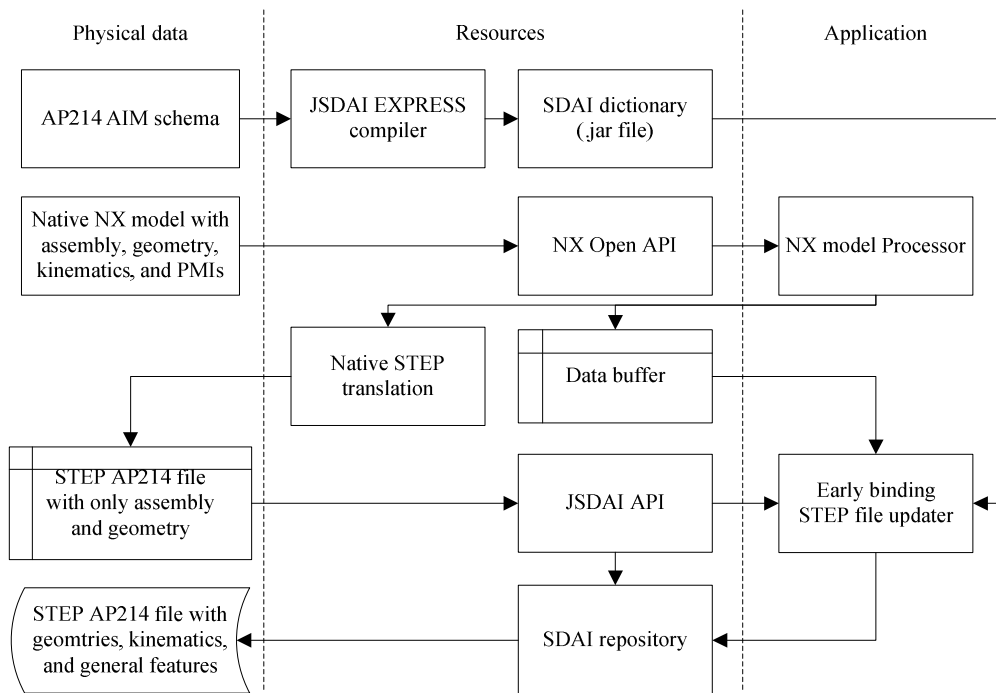 Physical data
Resources
Application
AP214 AIM schema
JSDAI EXPRESS
compiler
SDAI dictionary
(.jar file)
Native NX model with
assembly, geometry,
kinematics, and PMIs
NX Open API
NX model Processor
Native STEP
translation
Data buffer
STEP AP214 file
with only assembly
and geometry
JSDAI API
Early binding
STEP file updater
STEP AP214 file with
geomtries, kinematics,
and general features
SDAI repository